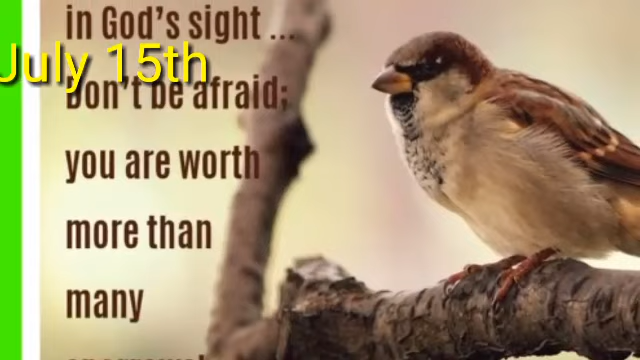 in God's sight ...
July 15th
Don't be afraid;
you are worth
more than
many